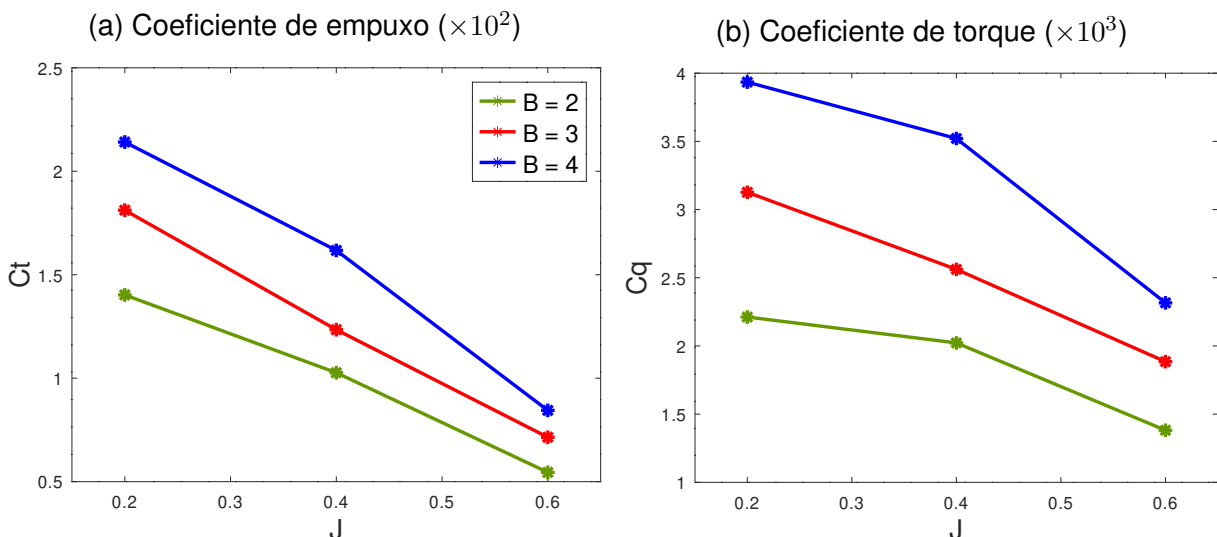 (a) Coeficiente de empuxo (×10²)
2.5
2
1.5
1
0.5
Ct
B = 2
B = 3
B = 4
0.2 0.3 0.4 0.5 0.6
J
(b) Coeficiente de torque (×10³)
4
3.5
3
2.5
2
1.5
1
Cq
0.2 0.3 0.4 0.5 0.6
J